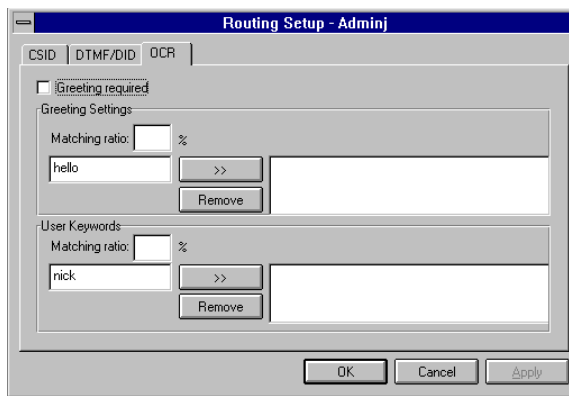 Routing Setup - Adminj
CSID DTMF/DID OCR
Greeting required
Greeting Settings
Matching ratio: %
hello >>
Remove
User Keywords
Matching ratio: %
nick >>
Remove
OK Cancel Apply